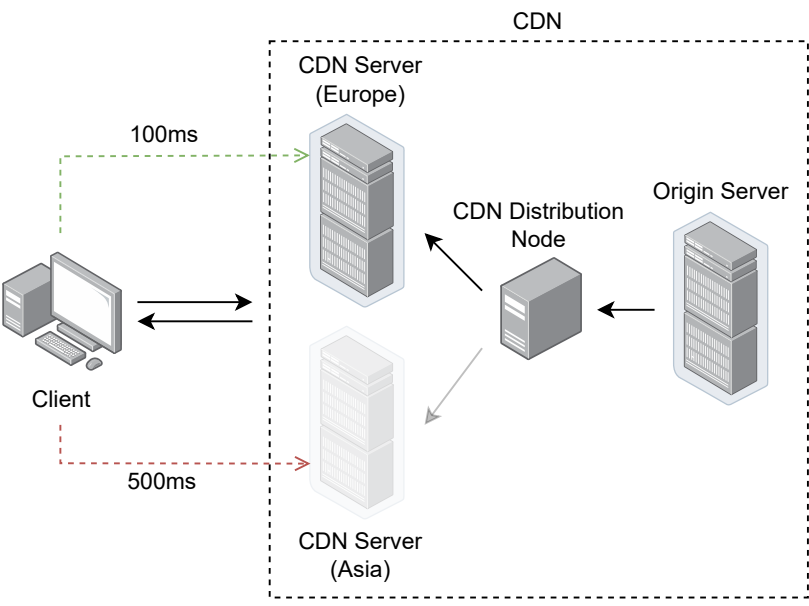 CDN
CDN Server
(Europe)
100ms
Origin Server
CDN Distribution
Node
Client
500ms
CDN Server
(Asia)